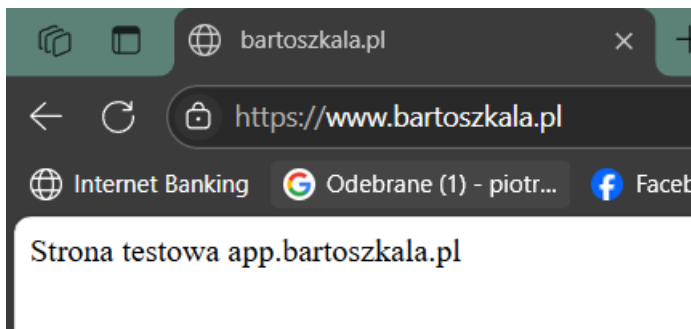 bartoszkala.pl
https://www.bartoszkala.pl
Internet Banking Odebrane (1) - piotr... Faceb
Strona testowa app.bartoszkala.pl